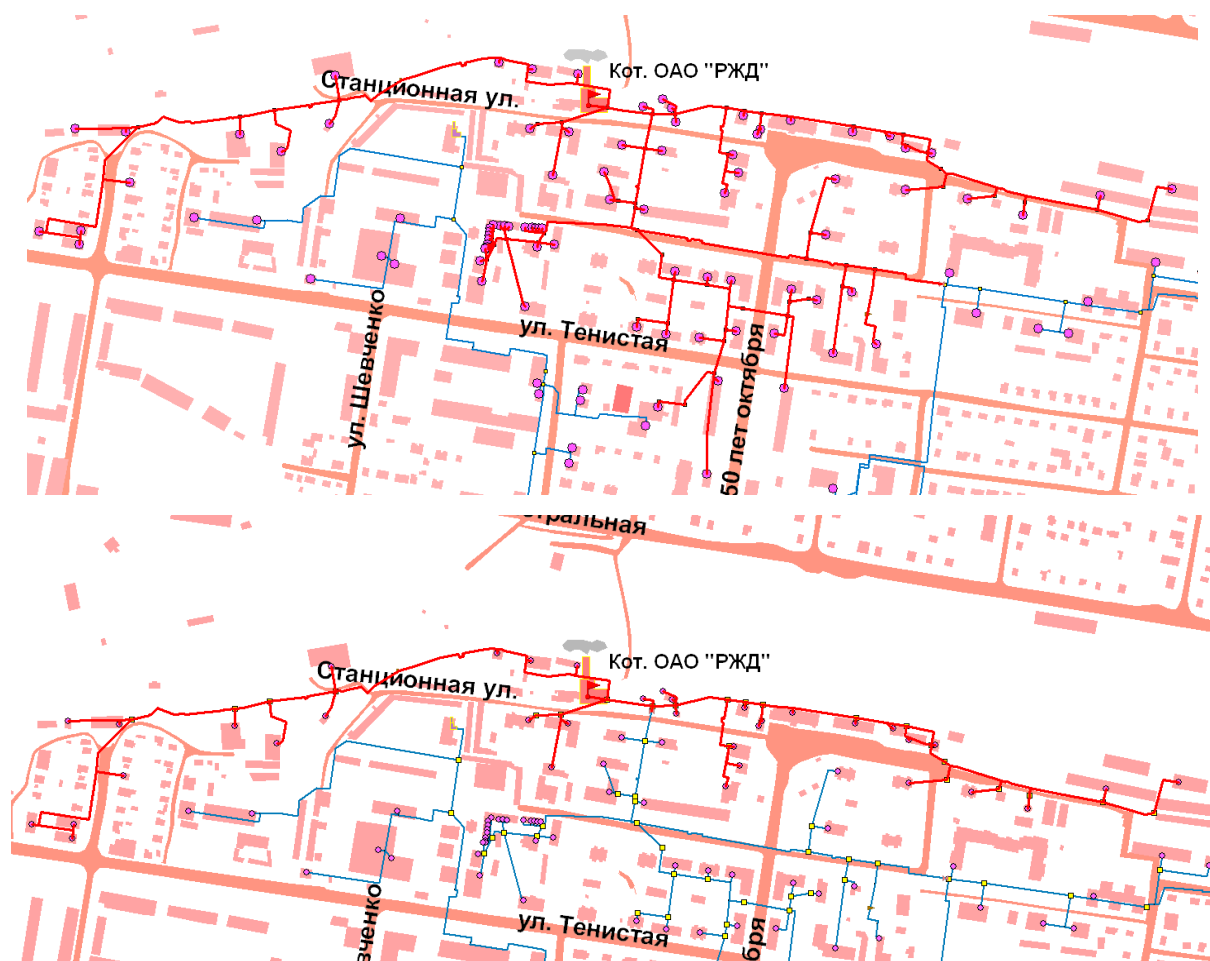 Кот. ОАО "РЖД"
Станционная ул.
ул. Тенистая
ул. Шевченко
50 лет октября
стральная
Кот. ОАО "РЖД"
Станционная ул.
ул. Тенистая
вченко
бря